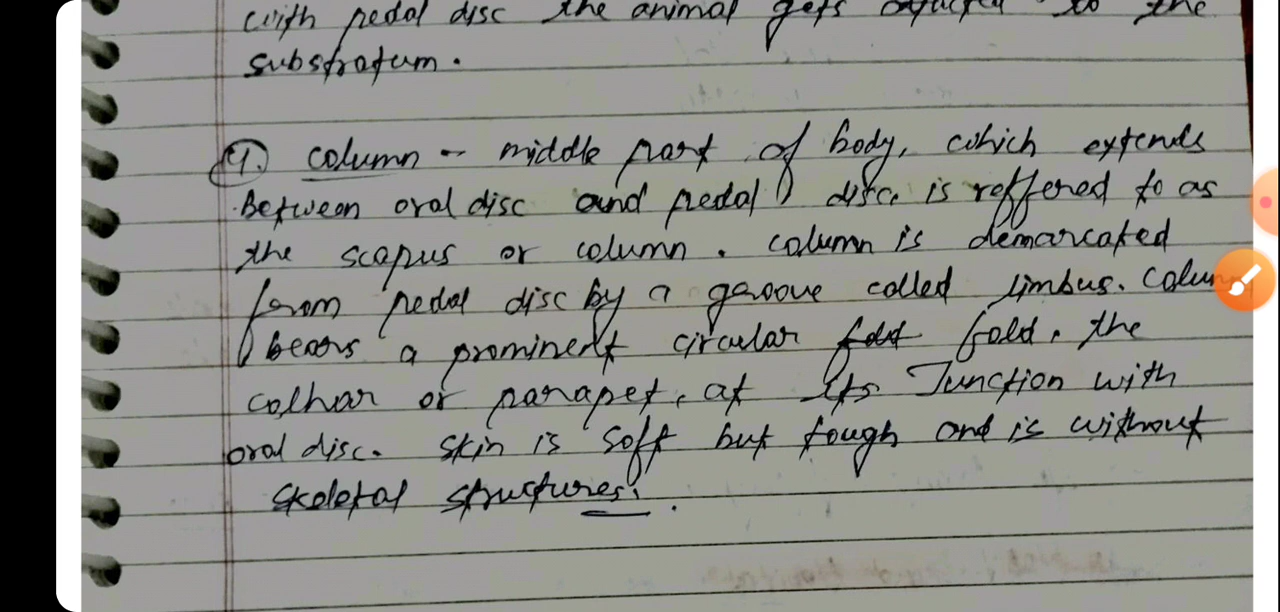 with pedal disc the animal gets attached to the
substratum.
4. column - middle part of body, which extends
Between oral disc and pedal disc, is reffered to as
the scapus or column. column is demarcated
from pedal disc by a garoove called limbus. Column
bears a prominent circular fold, the
colhar or parapet, at its Junction with
oral disc. Skin is soft but tough and is without
skeletal structures.